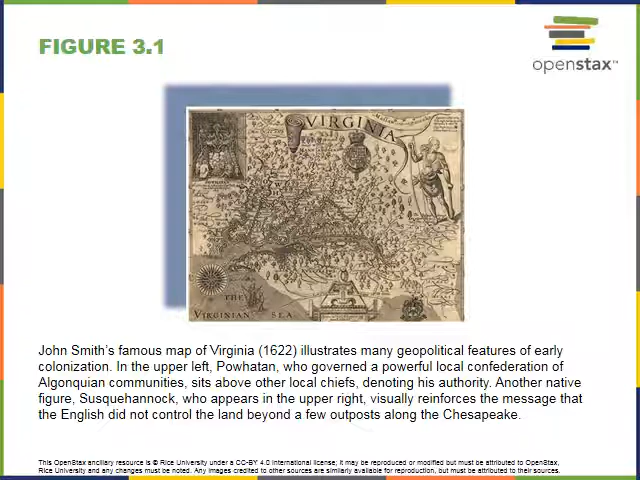 FIGURE 3.1
openstax™
VIRGINIA
THE
VIRGINIAN SEA
John Smith’s famous map of Virginia (1622) illustrates many geopolitical features of early
colonization. In the upper left, Powhatan, who governed a powerful local confederation of
Algonquian communities, sits above other local chiefs, denoting his authority. Another native
figure, Susquehannock, who appears in the upper right, visually reinforces the message that
the English did not control the land beyond a few outposts along the Chesapeake.
This OpenStax ancillary resource is © Rice University under a CC-BY 4.0 International license; it may be reproduced or modified but must be attributed to OpenStax,
Rice University and any changes must be noted. Any images credited to other sources are similarly available for reproduction, but must be attributed to their sources.